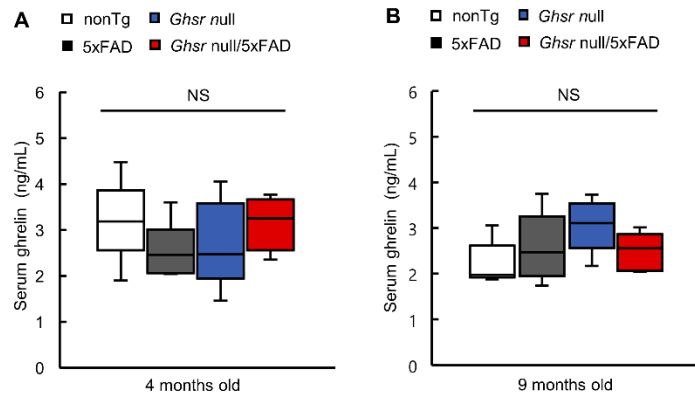 A
nonTg
Ghsr null
5xFAD
Ghsr null/5xFAD
NS
Serum ghrelin (ng/mL)
6
5
4
3
2
1
0
4 months old
B
nonTg
Ghsr null
5xFAD
Ghsr null/5xFAD
NS
Serum ghrelin (ng/mL)
6
5
4
3
2
1
0
9 months old